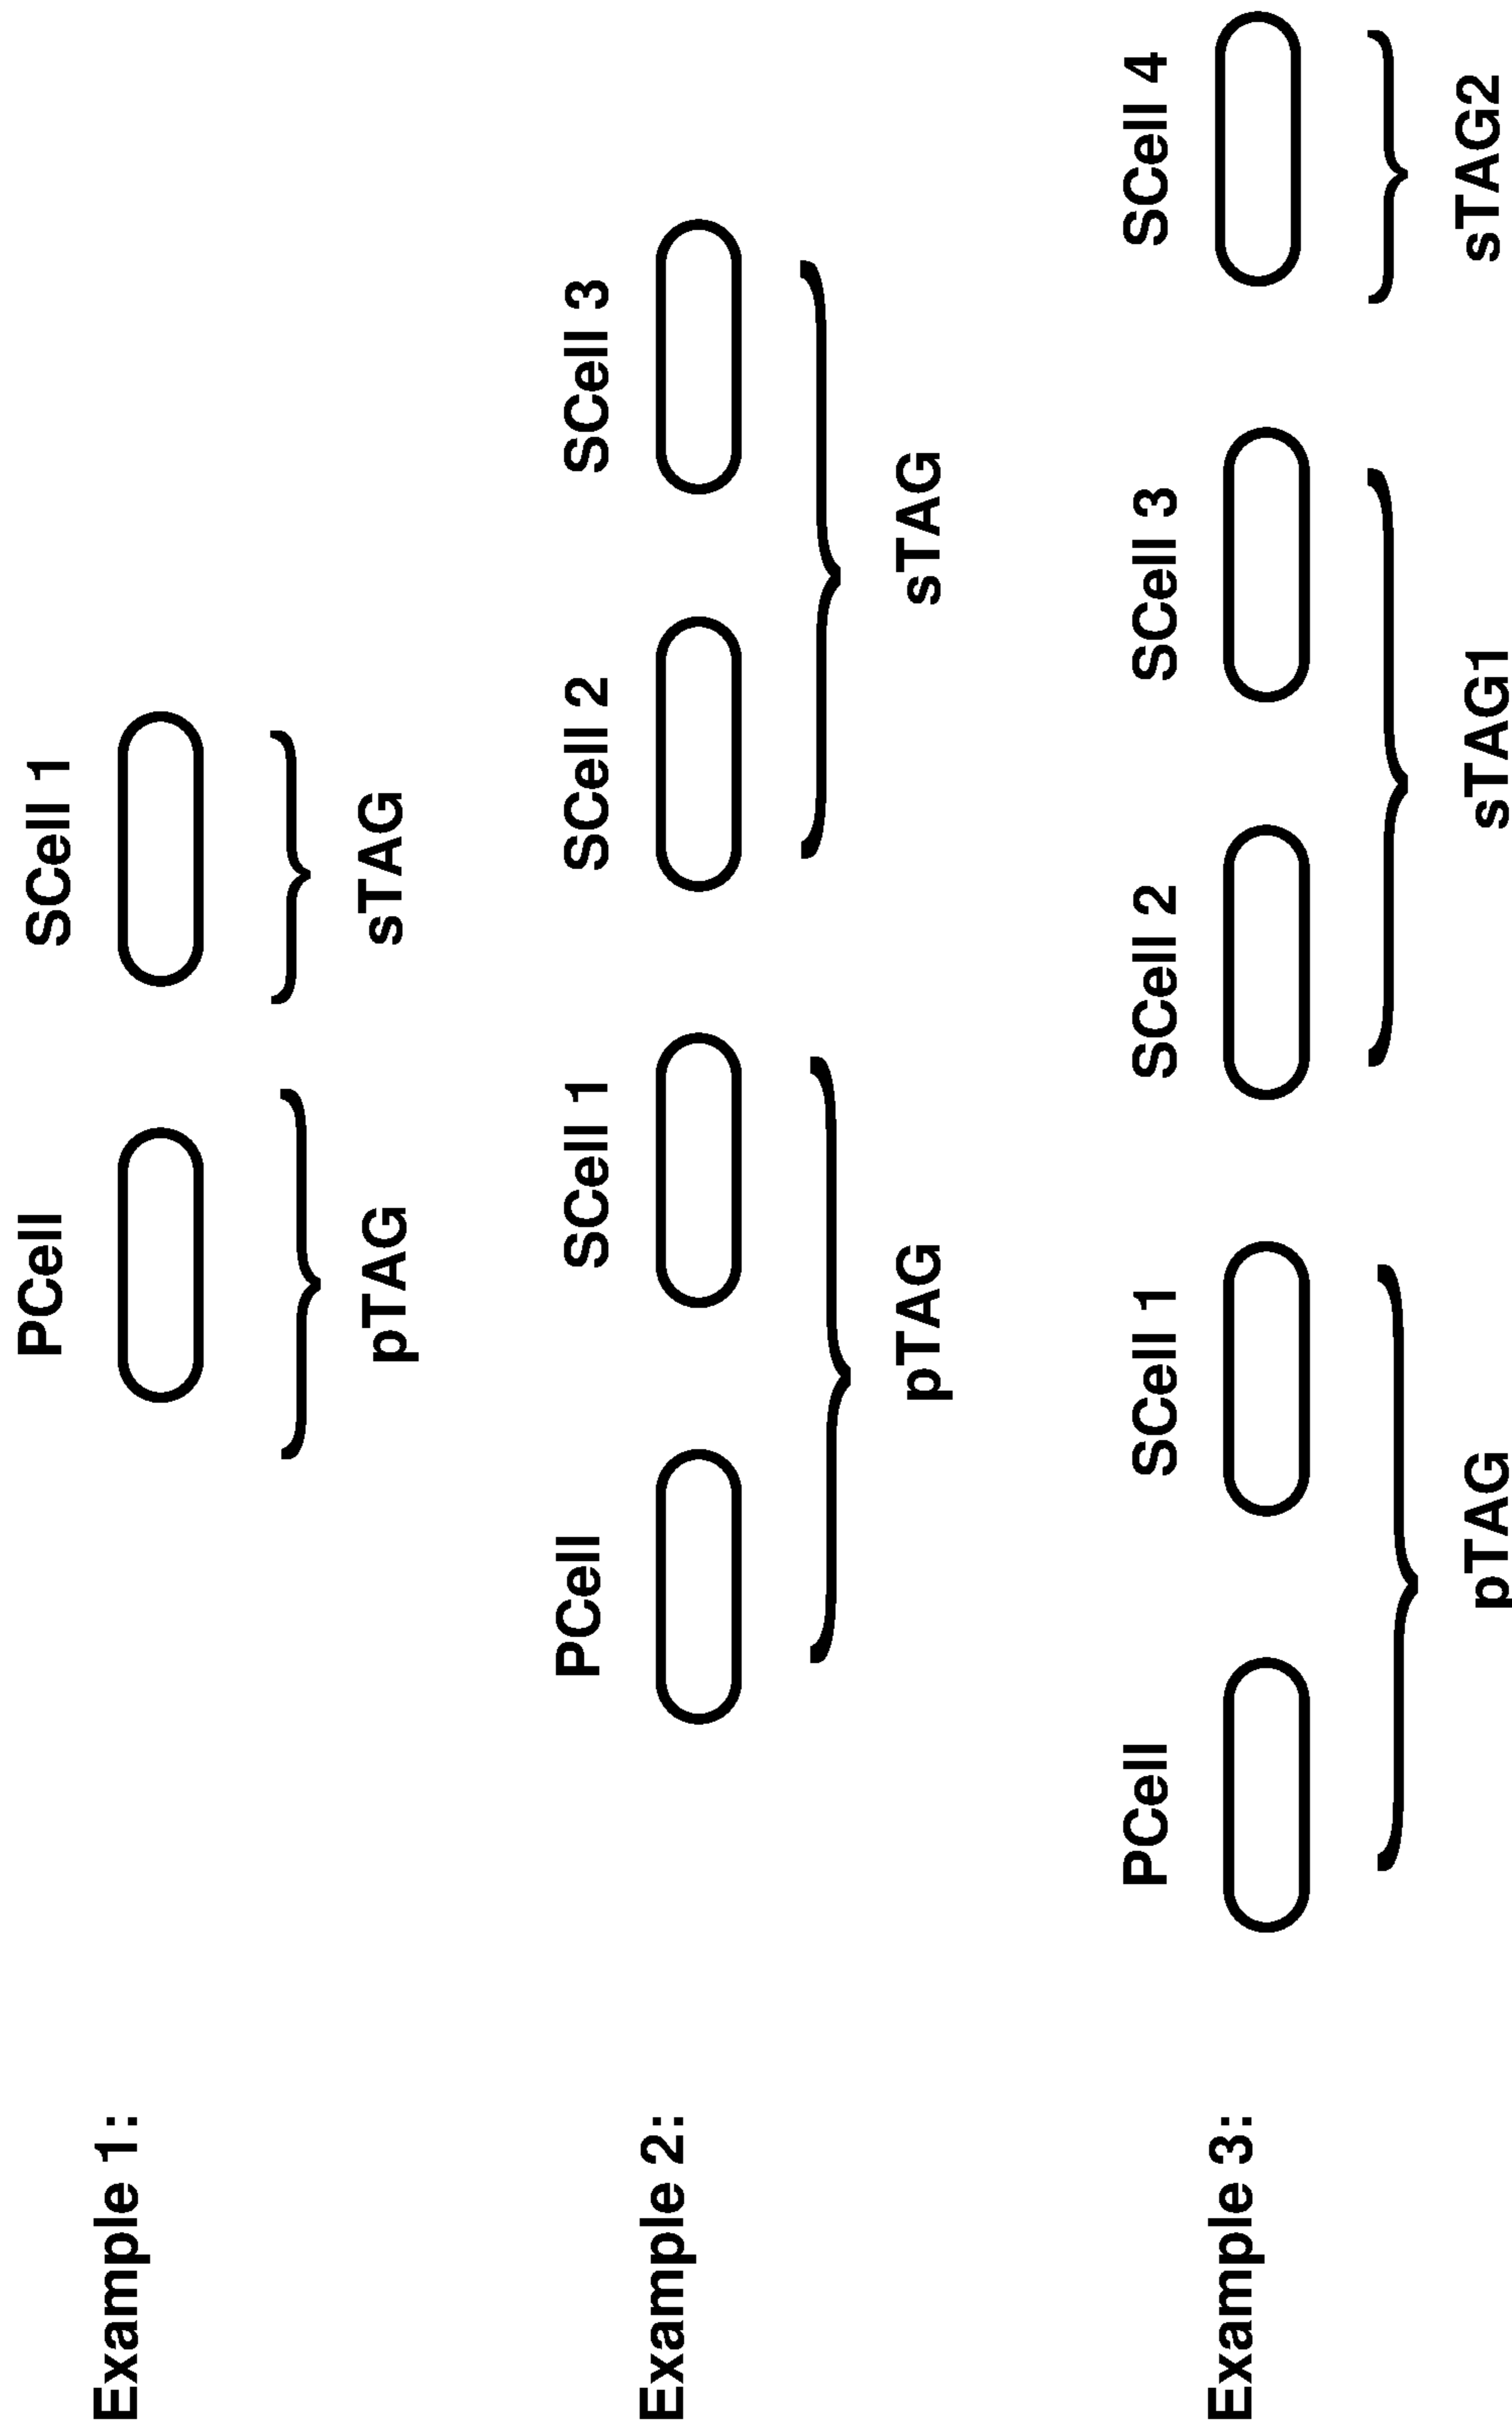 Example 1:
PCell SCell 1
pTAG sTAG
Example 2:
PCell SCell 1 SCell 2 SCell 3
pTAG sTAG
Example 3:
PCell SCell 1 SCell 2 SCell 3 SCell 4
pTAG sTAG1 sTAG2